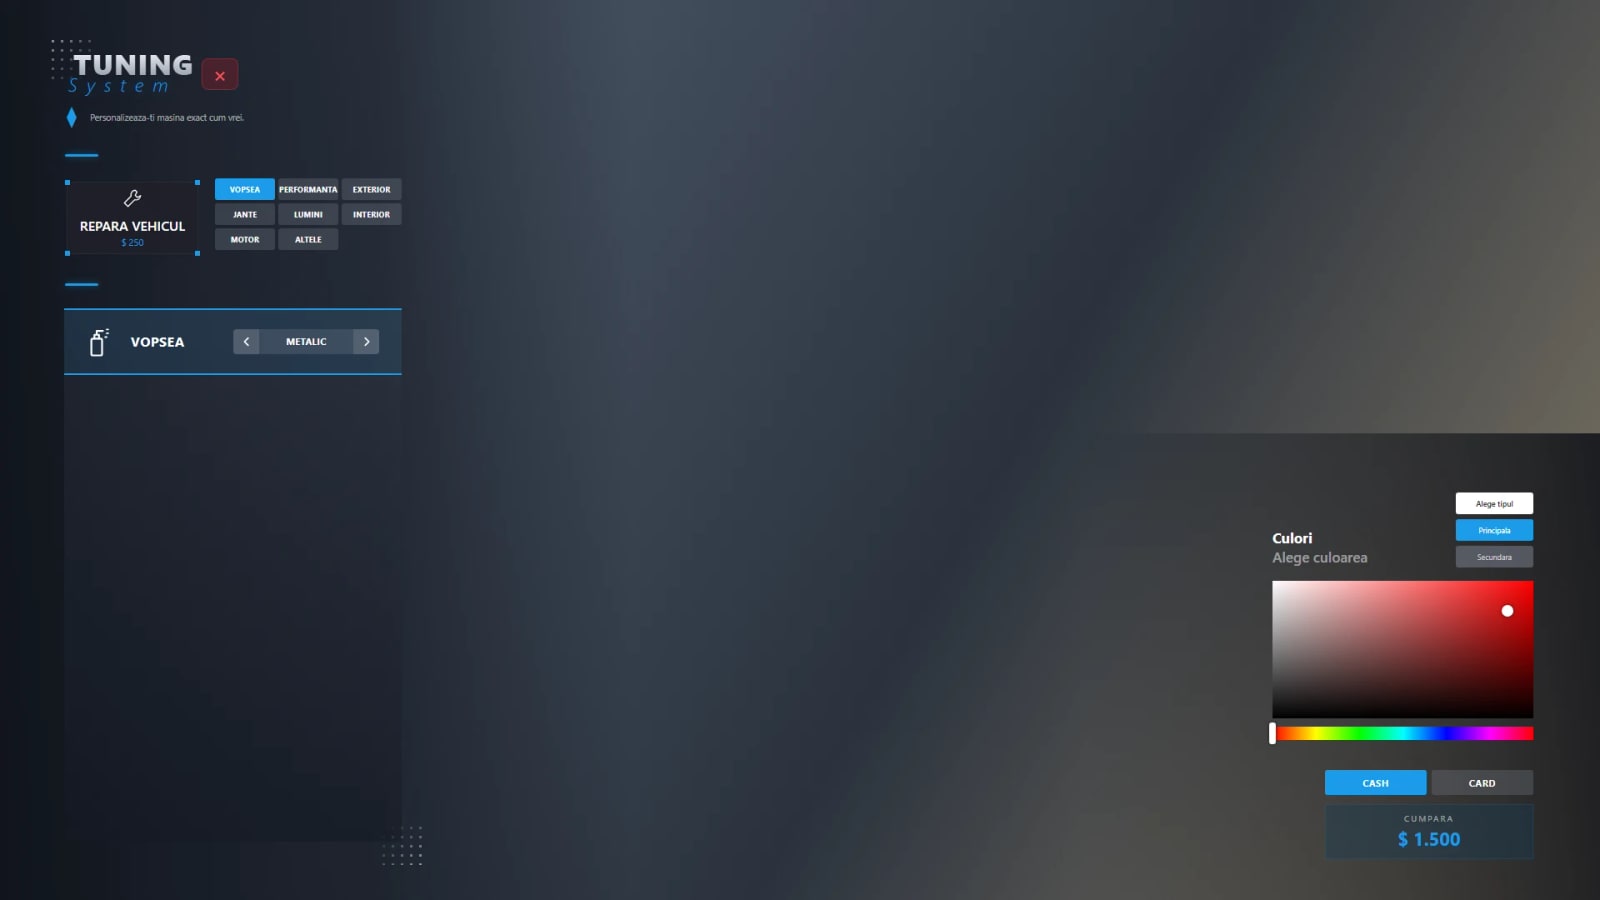 TUNING
System
Personalizeaza-ti masina exact cum vrei.
REPARA VEHICUL
$ 250
VOPSEA
PERFORMANTA
EXTERIOR
JANTE
LUMINI
INTERIOR
MOTOR
ALTELE
VOPSEA
METALIC
Alege tipul
Principala
Secundara
Culori
Alege culoarea
CASH
CARD
CUMPARA
$ 1.500